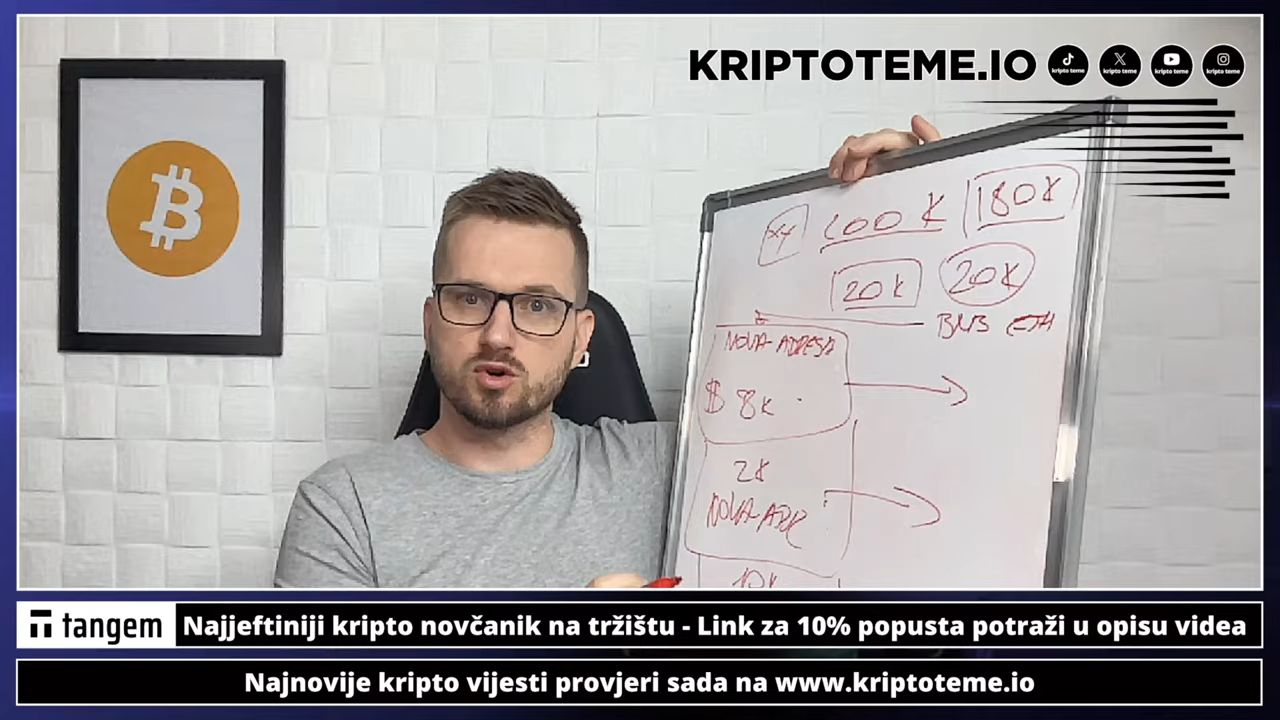 KRIPTOTEME.IO
kripto teme kripto teme kripto teme kripto teme
180K
20K 20K
BNB ETH
NOVA ADRESA
$ 8K
2K
NOVA ADR
10K
tangem Najjeftiniji kripto novčanik na tržištu - Link za 10% popusta potraži u opisu videa
Najnovije kripto vijesti provjeri sada na www.kriptoteme.io